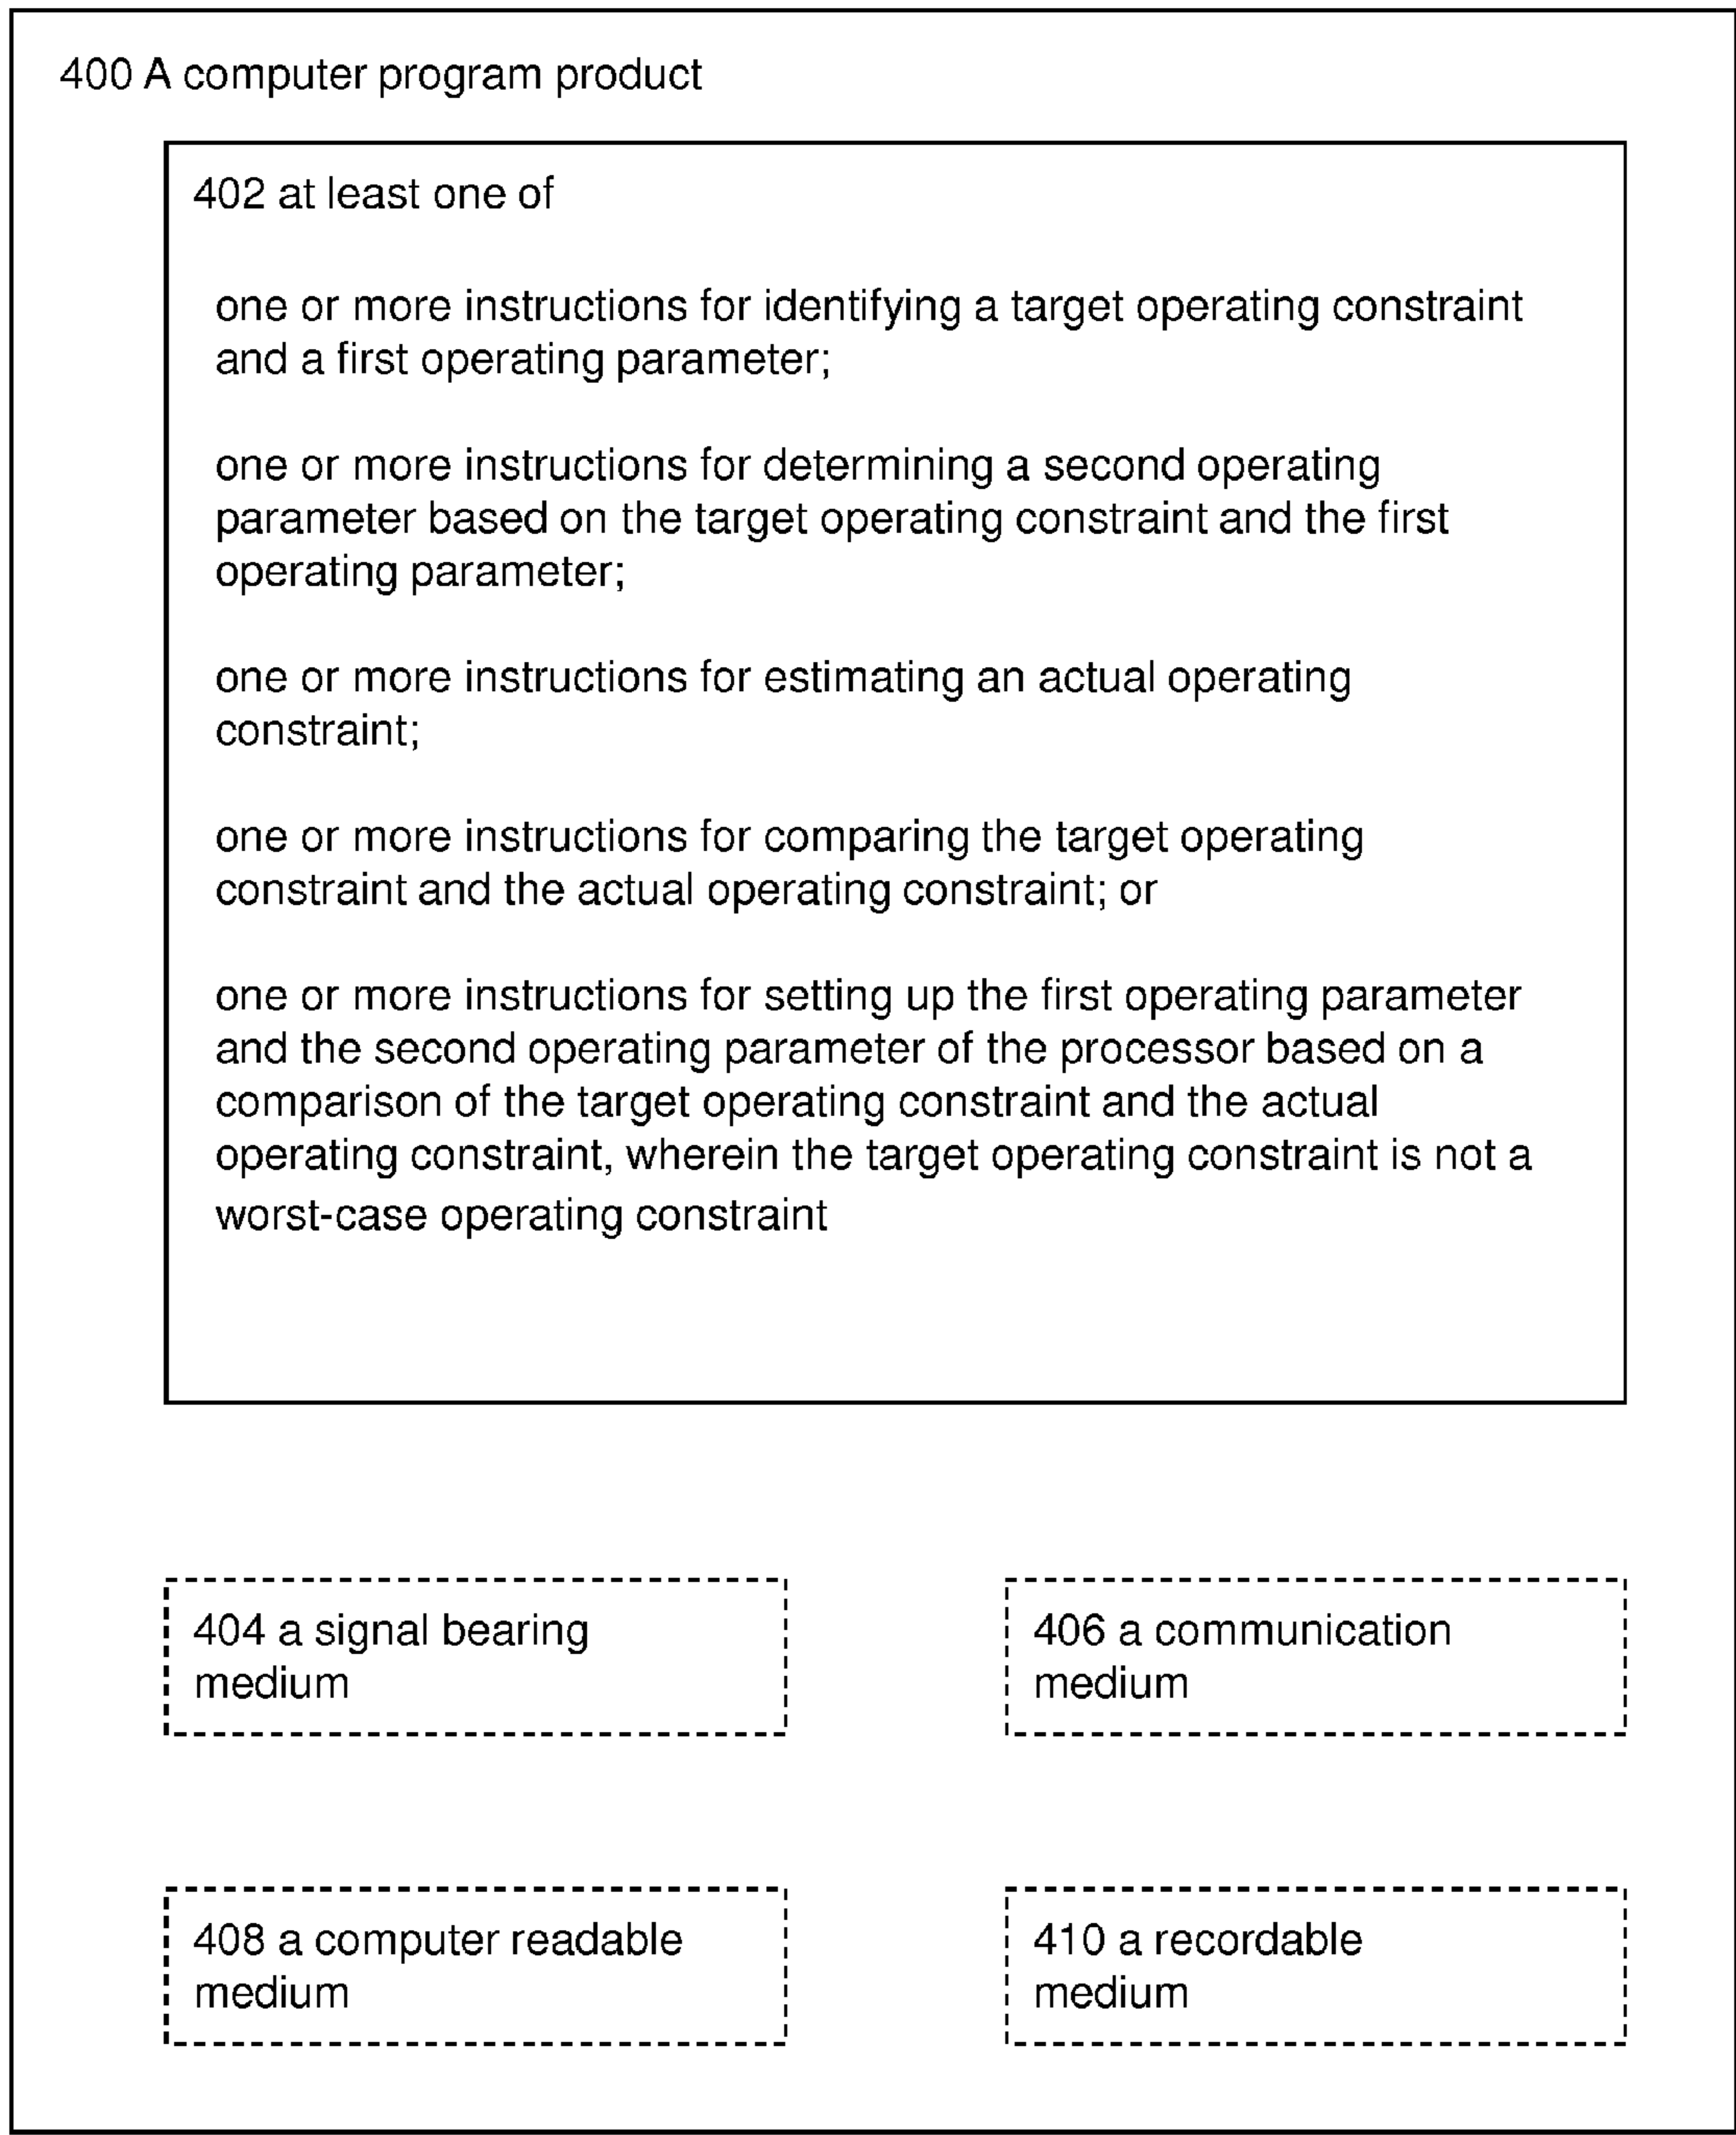 400 A computer program product
402 at least one of
one or more instructions for identifying a target operating constraint
and a first operating parameter;
one or more instructions for determining a second operating
parameter based on the target operating constraint and the first
operating parameter;
one or more instructions for estimating an actual operating
constraint;
one or more instructions for comparing the target operating
constraint and the actual operating constraint; or
one or more instructions for setting up the first operating parameter
and the second operating parameter of the processor based on a
comparison of the target operating constraint and the actual
operating constraint, wherein the target operating constraint is not a
worst-case operating constraint
404 a signal bearing
medium
406 a communication
medium
408 a computer readable
medium
410 a recordable
medium